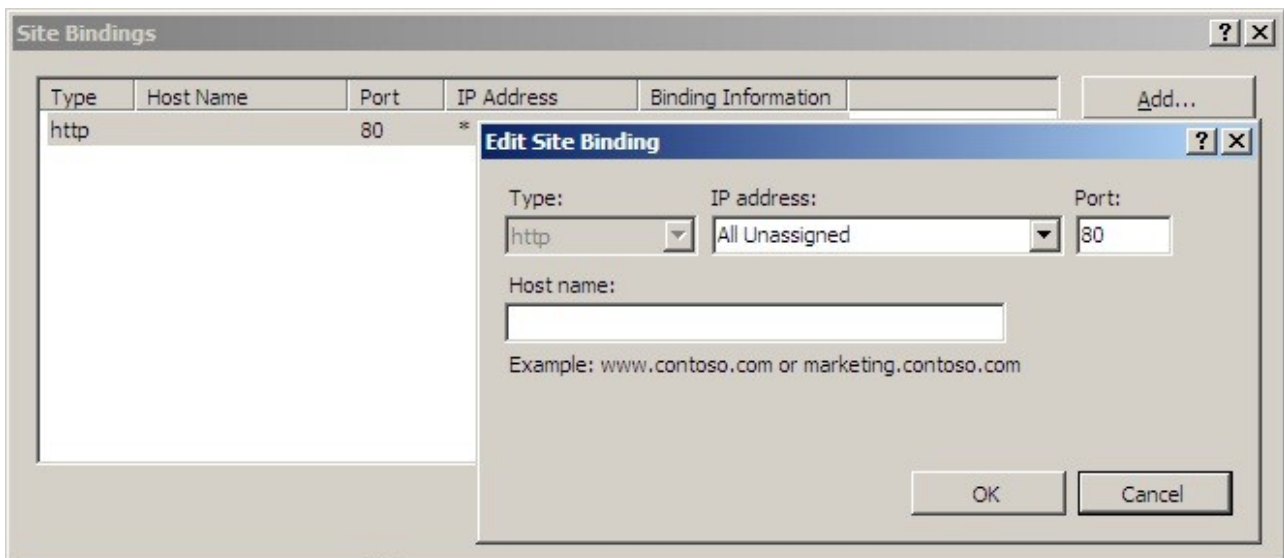 Site Bindings
Type Host Name Port IP Address Binding Information
Add...
http 80 *
Edit Site Binding
Type: IP address: Port:
http All Unassigned 80
Host name:
Example: www.contoso.com or marketing.contoso.com
OK Cancel